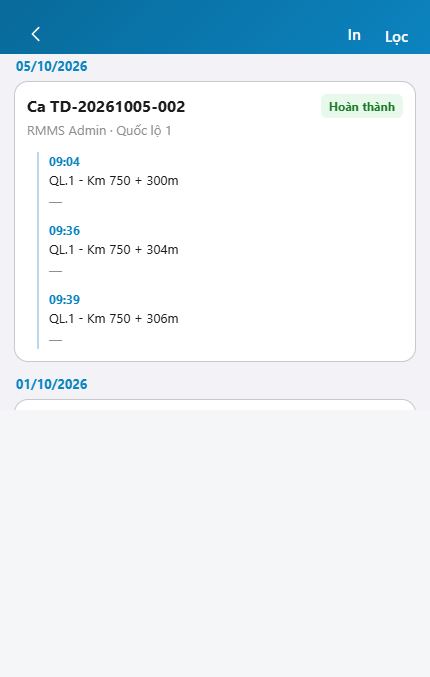 In
Lọc
05/10/2026
Ca TD-20261005-002
Hoàn thành
RMMS Admin · Quốc lộ 1
09:04
QL.1 - Km 750 + 300m
—
09:36
QL.1 - Km 750 + 304m
—
09:39
QL.1 - Km 750 + 306m
—
01/10/2026